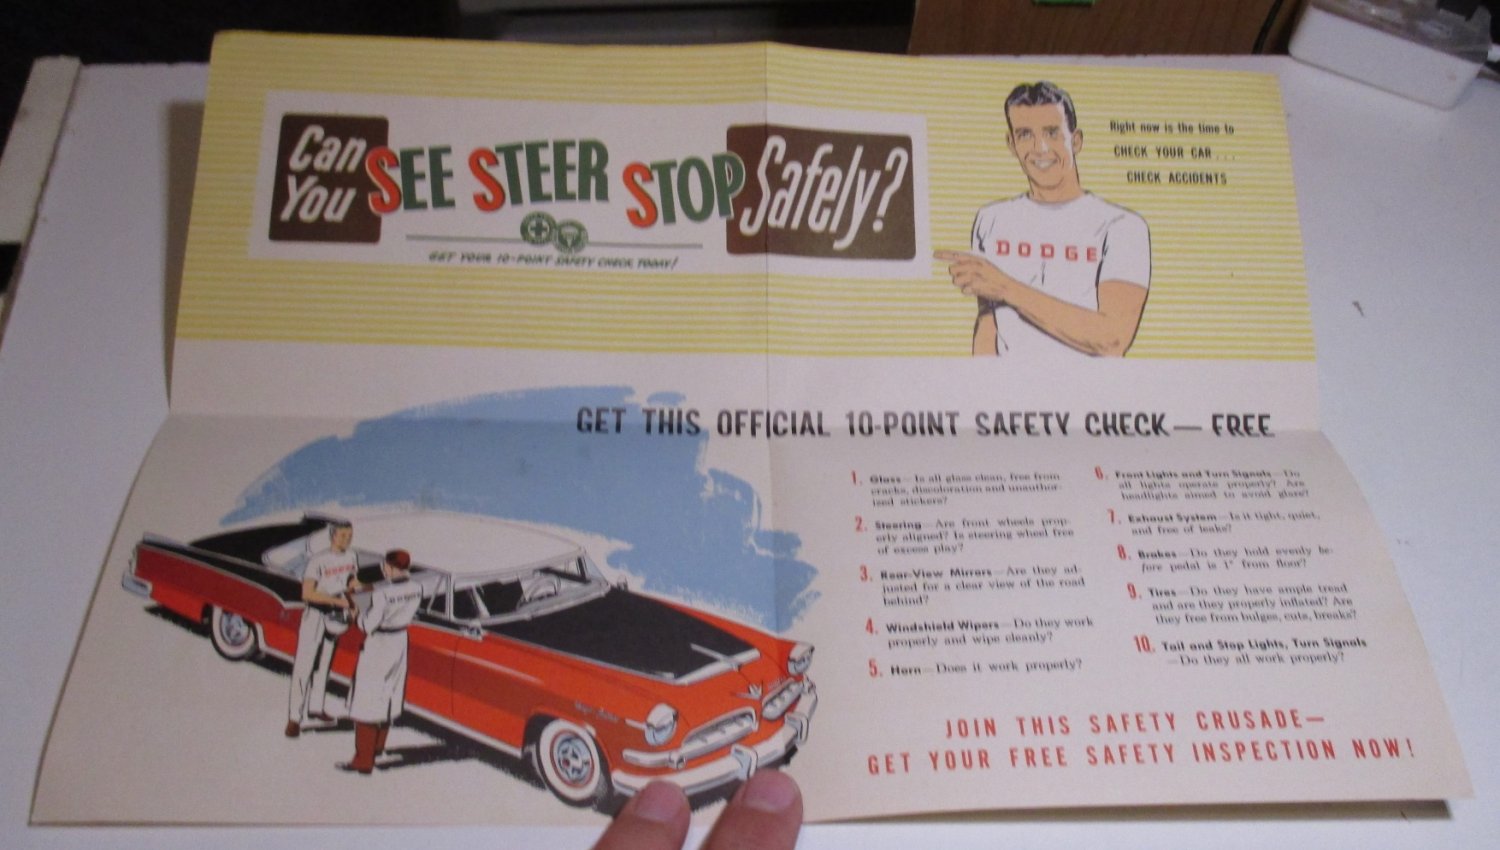 Can
You
SEE STEER STOP
Safely?
GET YOUR 10-POINT SAFETY CHECK TODAY!
Right now is the time to
CHECK YOUR CAR...
CHECK ACCIDENTS
DODGE
GET THIS OFFICIAL 10-POINT SAFETY CHECK— FREE
1. Glass—Is all glass clean, free from
cracks, discoloration and unauthor-
ized stickers?
2. Steering—Are front wheels prop-
erly aligned? Is steering wheel free
of excess play?
3. Rear-View Mirrors—Are they ad-
justed for a clear view of the road
behind?
4. Windshield Wipers—Do they work
properly and wipe cleanly?
5. Horn—Does it work properly?
6. Front Lights and Turn Signals—Do
all lights operate properly? Are
headlights aimed to avoid glare?
7. Exhaust System—Is it tight, quiet,
and free of leaks?
8. Brakes—Do they hold evenly be-
fore pedal is 1" from floor?
9. Tires—Do they have ample tread
and are they properly inflated? Are
they free from bulges, cuts, breaks?
10. Tail and Stop Lights, Turn Signals
—Do they all work properly?
JOIN THIS SAFETY CRUSADE—
GET YOUR FREE SAFETY INSPECTION NOW!